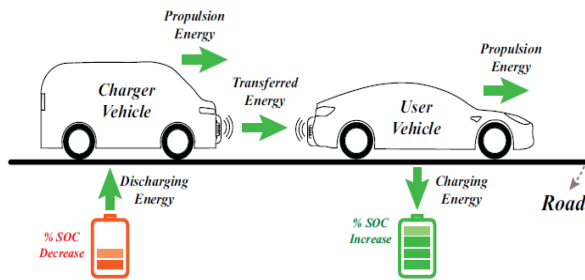 Propulsion
Energy
Charger
Vehicle
Transferred
Energy
User
Vehicle
Propulsion
Energy
Discharging
Energy
% SOC
Decrease
Charging
Energy
% SOC
Increase
Road